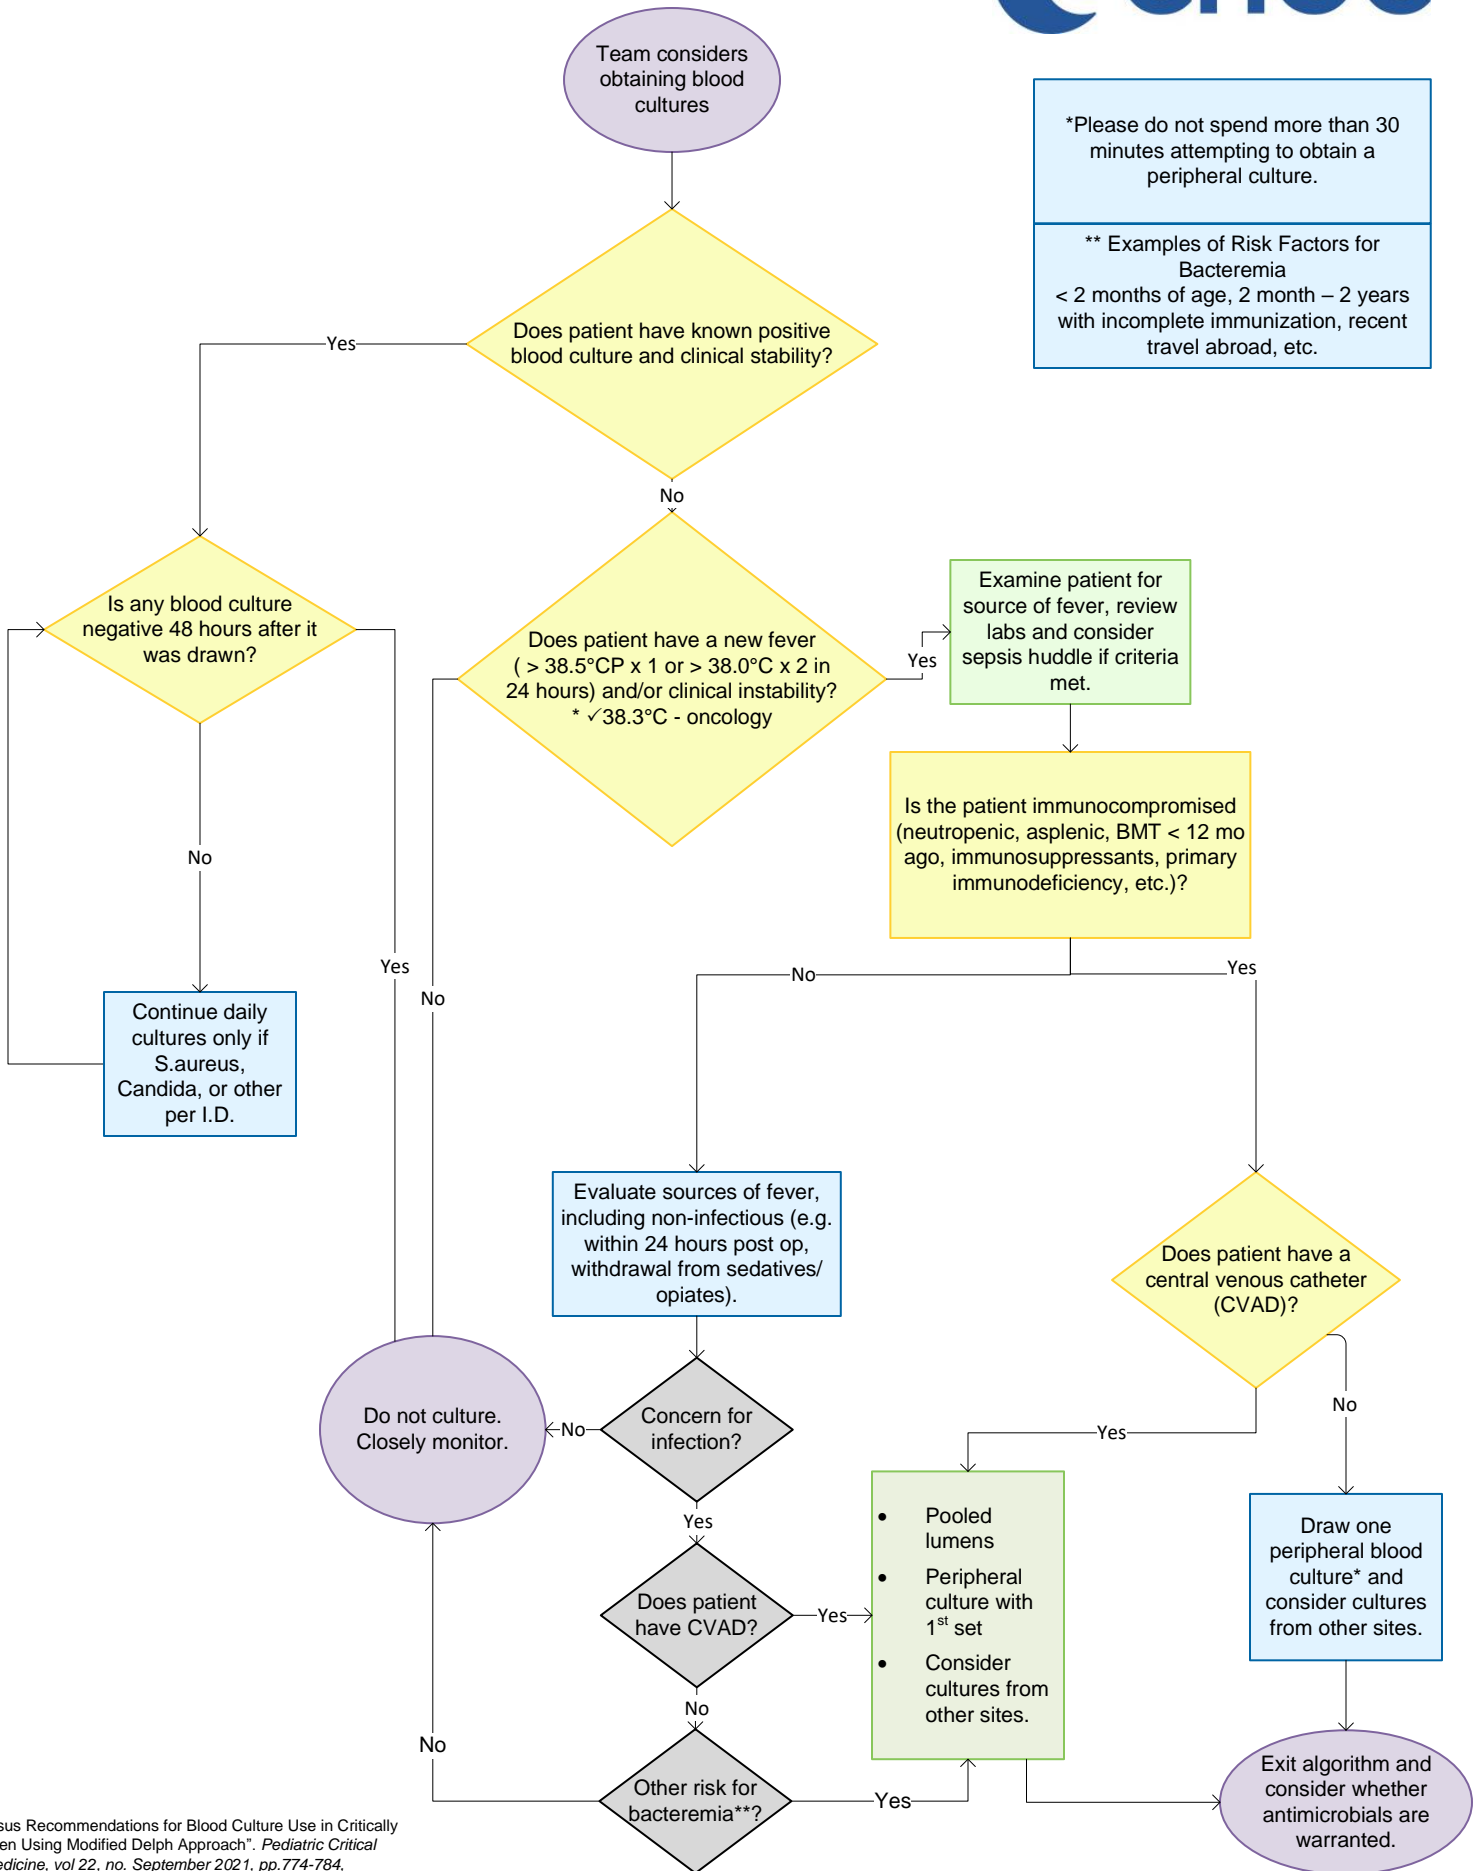 Team considers
obtaining blood
cultures
*Please do not spend more than 30
minutes attempting to obtain a
peripheral culture.
** Examples of Risk Factors for
Bacteremia
< 2 months of age, 2 month – 2 years
with incomplete immunization, recent
travel abroad, etc.
Does patient have known positive
blood culture and clinical stability?
Yes
No
Is any blood culture
negative 48 hours after it
was drawn?
Does patient have a new fever
( > 38.5°CP x 1 or > 38.0°C x 2 in
24 hours) and/or clinical instability?
* ✓38.3°C - oncology
Yes
Examine patient for
source of fever, review
labs and consider
sepsis huddle if criteria
met.
Is the patient immunocompromised
(neutropenic, asplenic, BMT < 12 mo
ago, immunosuppressants, primary
immunodeficiency, etc.)?
No
Yes
No
No
Yes
Continue daily
cultures only if
S.aureus,
Candida, or other
per I.D.
Evaluate sources of fever,
including non-infectious (e.g.
within 24 hours post op,
withdrawal from sedatives/
opiates).
Does patient have a
central venous catheter
(CVAD)?
Do not culture.
Closely monitor.
No
Concern for
infection?
Yes
No
Yes
• Pooled
lumens
• Peripheral
culture with
1st set
• Consider
cultures from
other sites.
Draw one
peripheral blood
culture* and
consider cultures
from other sites.
Does patient
have CVAD?
Yes
No
No
Other risk for
bacteremia**?
Yes
Exit algorithm and
consider whether
antimicrobials are
warranted.
sus Recommendations for Blood Culture Use in Critically
en Using Modified Delph Approach". Pediatric Critical
edicine, vol 22, no. September 2021, pp.774-784,